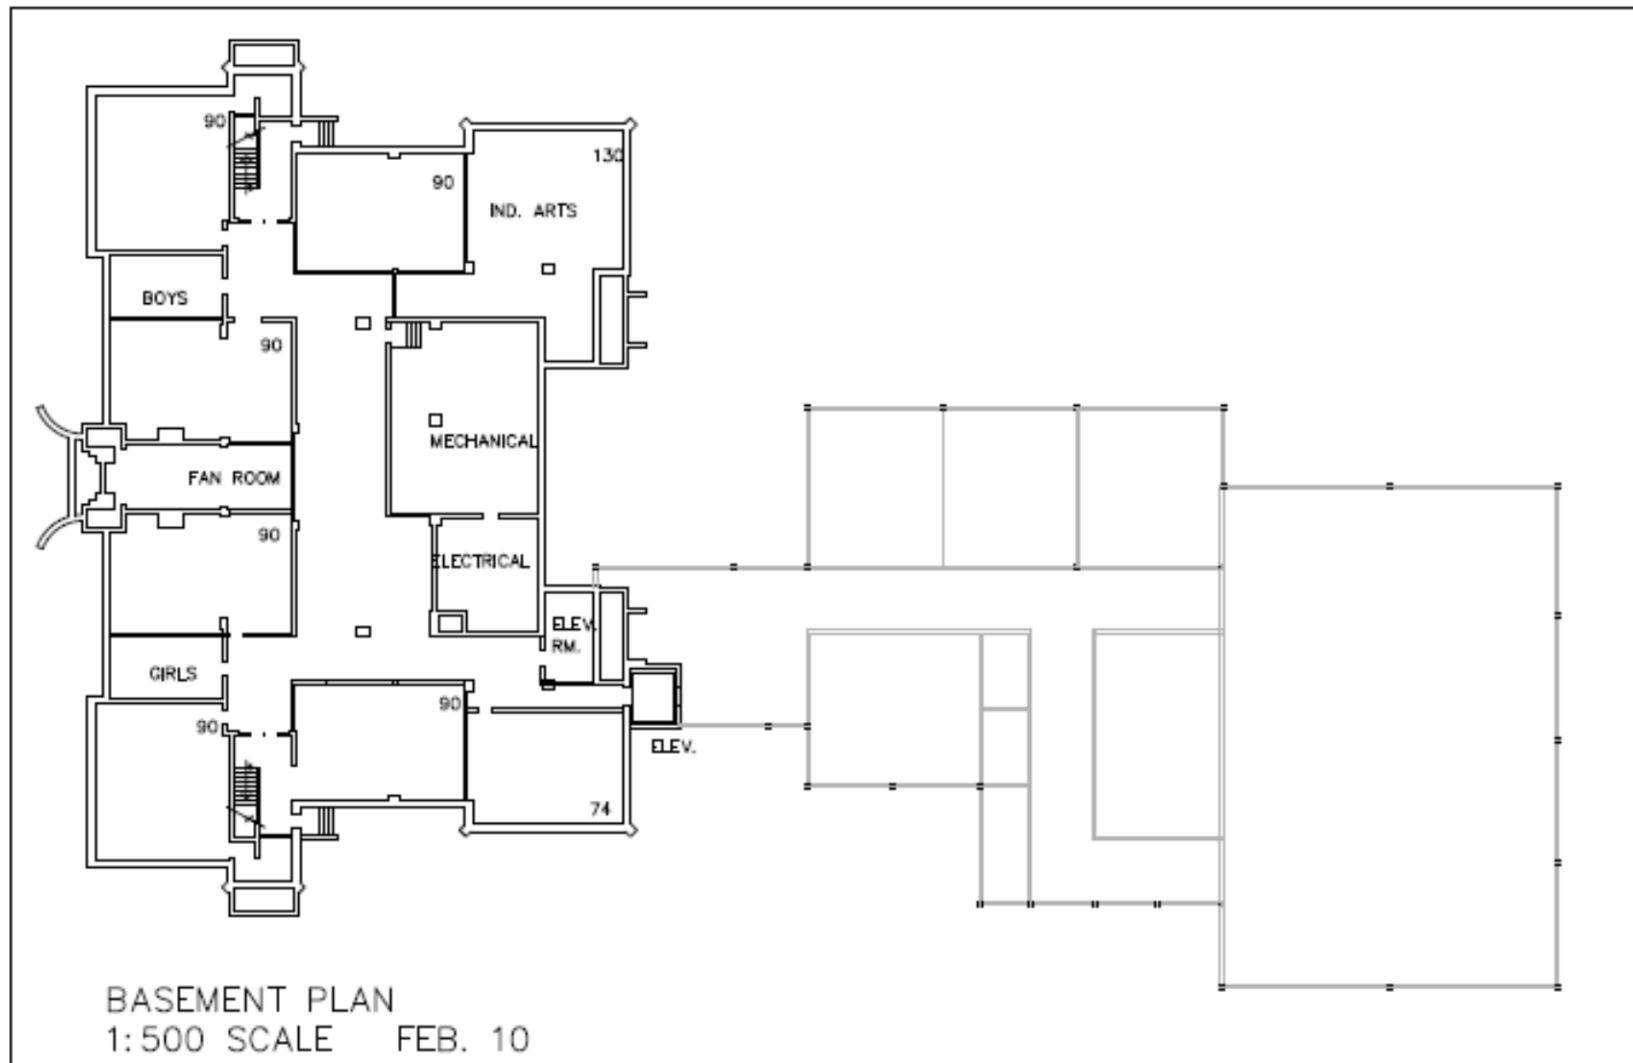 90
130
90
IND. ARTS
BOYS
90
MECHANICAL
FAN ROOM
90
ELECTRICAL
ELEV.
RM.
GIRLS
90
90
ELEV.
74
BASEMENT PLAN
1:500 SCALE FEB. 10